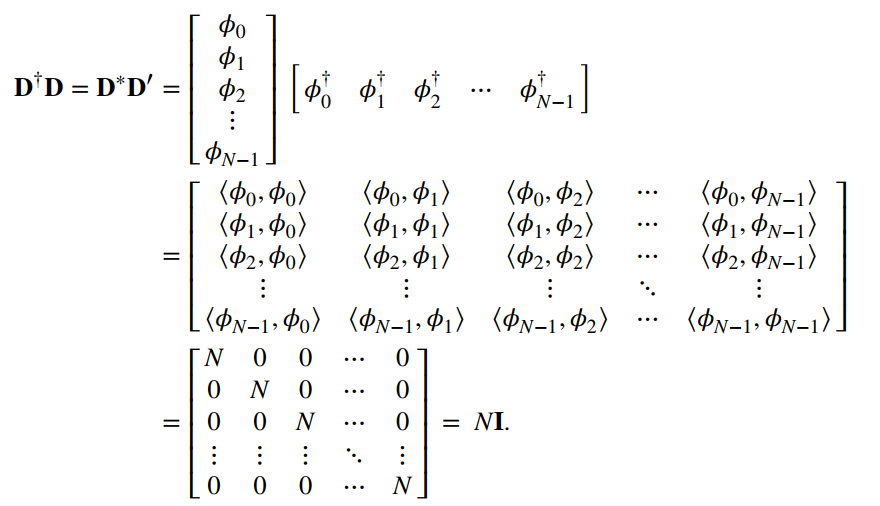 D†D = D*D′ = [ϕ0 ϕ1 ϕ2 ⋮ ϕN−1] [ϕ0† ϕ1† ϕ2† ⋯ ϕN−1†]
= [⟨ϕ0, ϕ0⟩ ⟨ϕ0, ϕ1⟩ ⟨ϕ0, ϕ2⟩ ⋯ ⟨ϕ0, ϕN−1⟩
⟨ϕ1, ϕ0⟩ ⟨ϕ1, ϕ1⟩ ⟨ϕ1, ϕ2⟩ ⋯ ⟨ϕ1, ϕN−1⟩
⟨ϕ2, ϕ0⟩ ⟨ϕ2, ϕ1⟩ ⟨ϕ2, ϕ2⟩ ⋯ ⟨ϕ2, ϕN−1⟩
⋮ ⋮ ⋮ ⋱ ⋮
⟨ϕN−1, ϕ0⟩ ⟨ϕN−1, ϕ1⟩ ⟨ϕN−1, ϕ2⟩ ⋯ ⟨ϕN−1, ϕN−1⟩]
= [N 0 0 ⋯ 0
0 N 0 ⋯ 0
0 0 N ⋯ 0
⋮ ⋮ ⋮ ⋱ ⋮
0 0 0 ⋯ N] = NI.